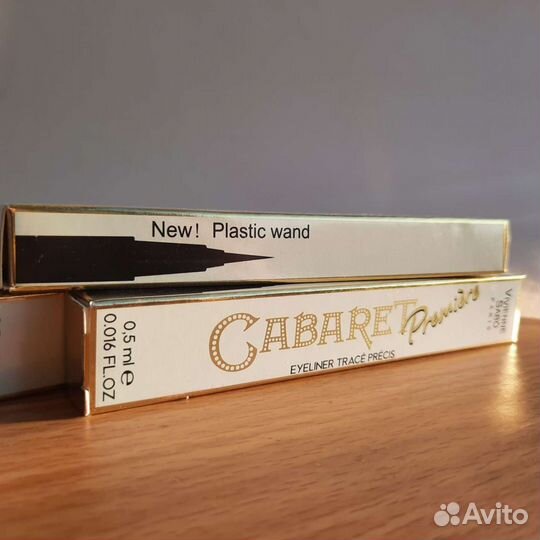 New! Plastic wand
0,5 ml e
0.016 FL.OZ
CABARET
Première
EYELINER TRACÉ PRÉCIS
VIVIENNE
SABÓ
PARIS
Avito